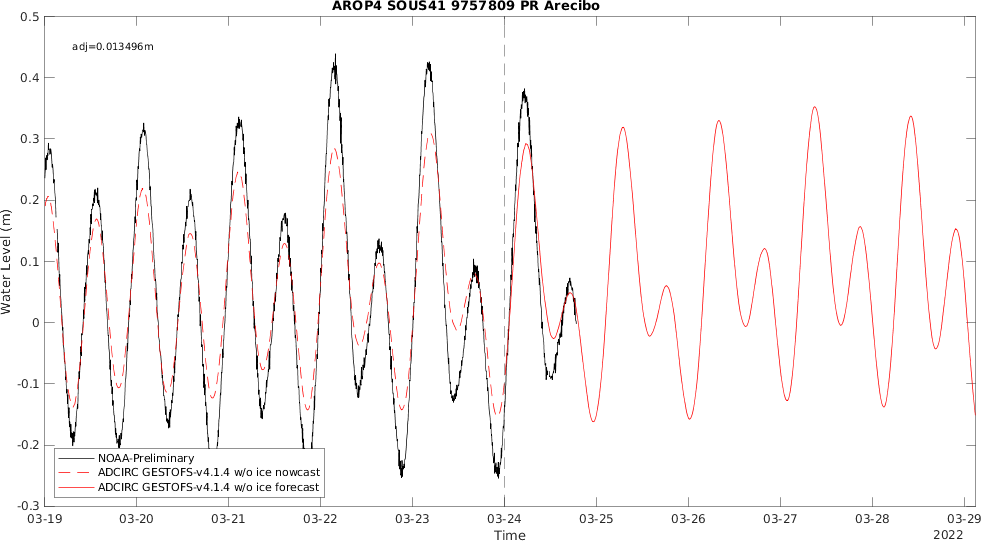 AROP4 SOUS41 9757809 PR Arecibo
adj=0.013496m
Water Level (m)
0.5
0.4
0.3
0.2
0.1
0
-0.1
-0.2
-0.3
NOAA-Preliminary
ADCIRC GESTOFS-v4.1.4 w/o ice nowcast
ADCIRC GESTOFS-v4.1.4 w/o ice forecast
03-19 03-20 03-21 03-22 03-23 03-24 03-25 03-26 03-27 03-28 03-29
Time
2022